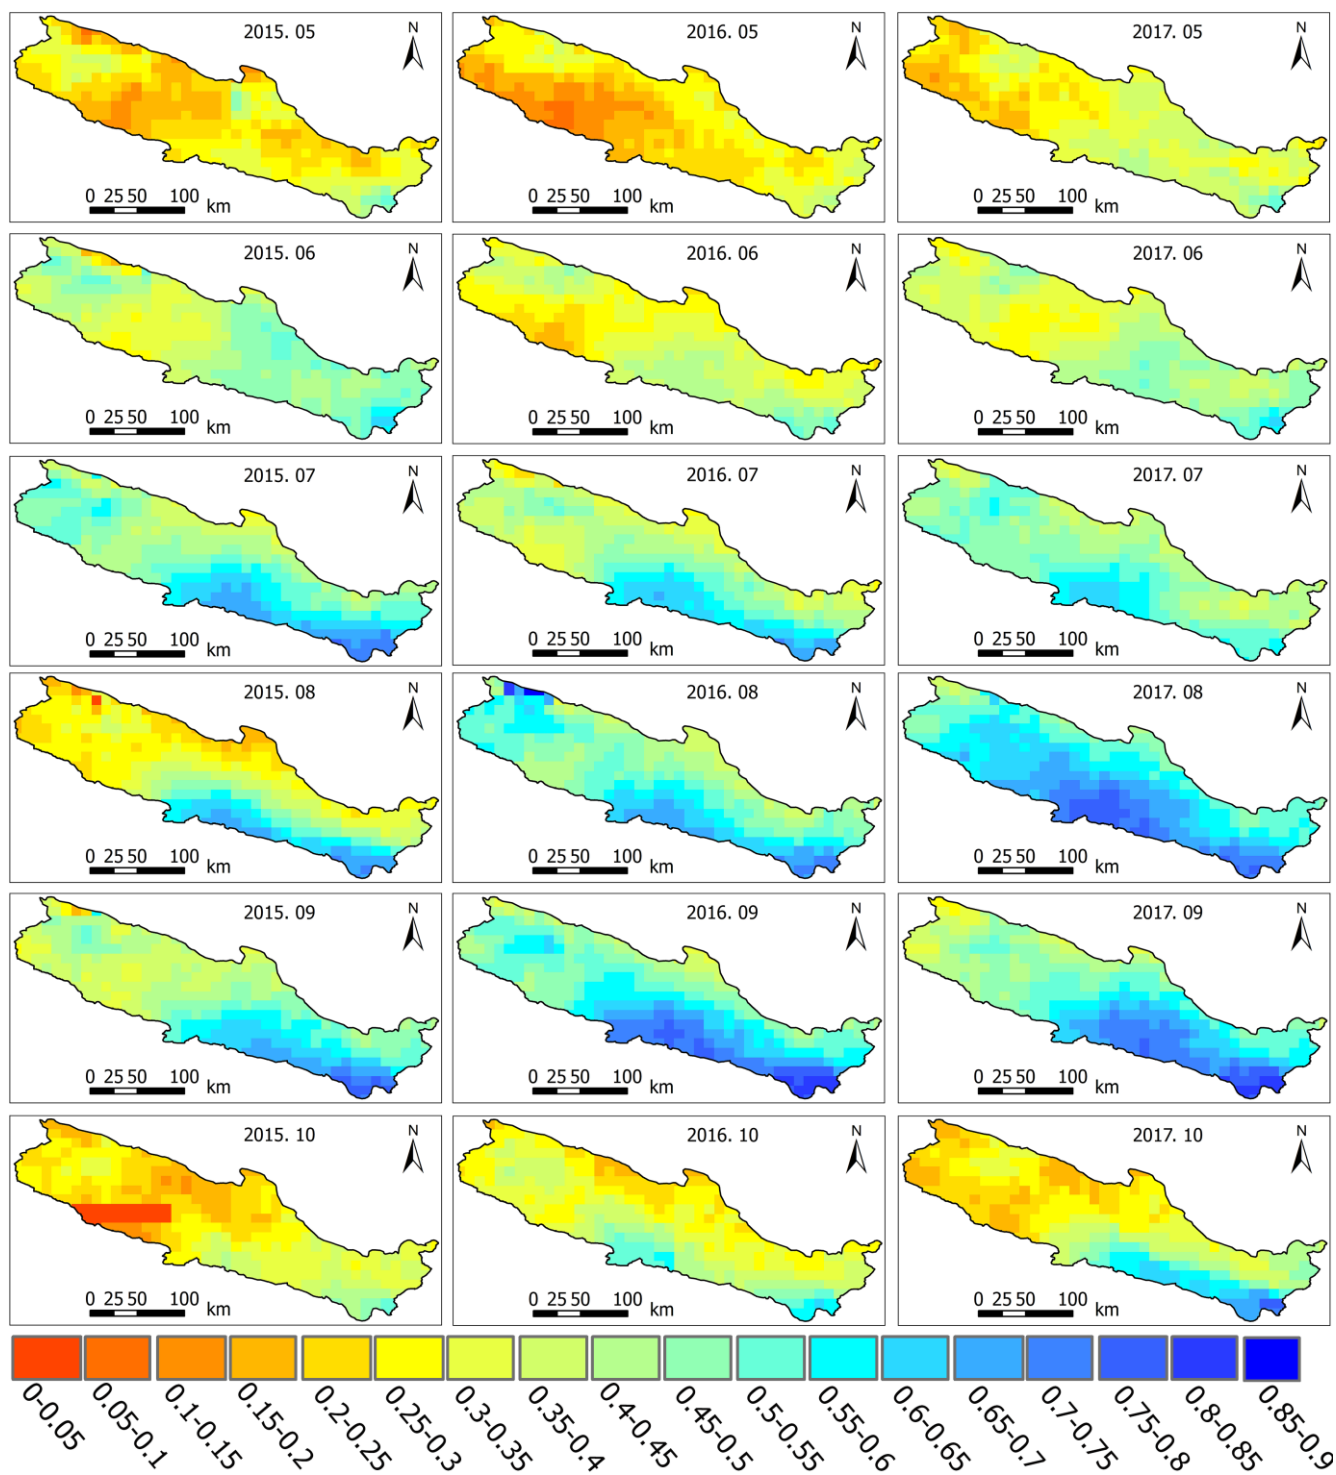 2015. 05
N
0 25 50 100 km
2016. 05
N
0 25 50 100 km
2017. 05
N
0 25 50 100 km
2015. 06
N
0 25 50 100 km
2016. 06
N
0 25 50 100 km
2017. 06
N
0 25 50 100 km
2015. 07
N
0 25 50 100 km
2016. 07
N
0 25 50 100 km
2017. 07
N
0 25 50 100 km
2015. 08
N
0 25 50 100 km
2016. 08
N
0 25 50 100 km
2017. 08
N
0 25 50 100 km
2015. 09
N
0 25 50 100 km
2016. 09
N
0 25 50 100 km
2017. 09
N
0 25 50 100 km
2015. 10
N
0 25 50 100 km
2016. 10
N
0 25 50 100 km
2017. 10
N
0 25 50 100 km
0-0.05
0.05-0.1
0.1-0.15
0.15-0.2
0.2-0.25
0.25-0.3
0.3-0.35
0.35-0.4
0.4-0.45
0.45-0.5
0.5-0.55
0.55-0.6
0.6-0.65
0.65-0.7
0.7-0.75
0.75-0.8
0.8-0.85
0.85-0.9